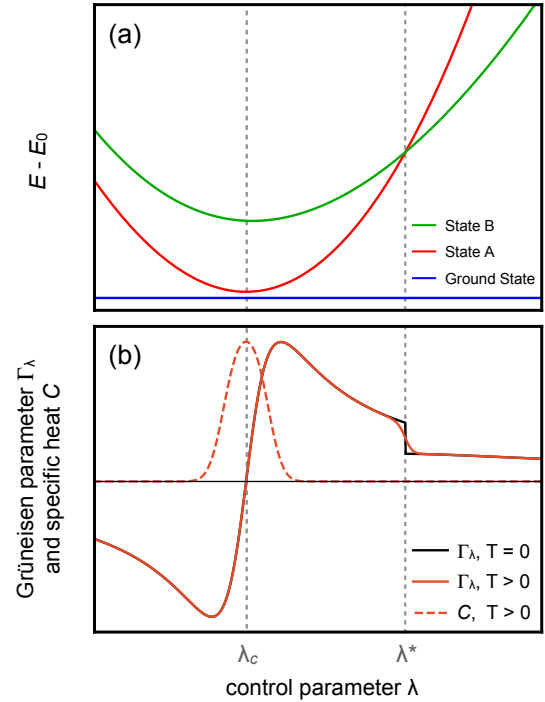 (a)
E - E₀
State B
State A
Ground State
(b)
Grüneisen parameter Γλ
and specific heat C
Γλ, T = 0
Γλ, T > 0
C, T > 0
λc
λ*
control parameter λ